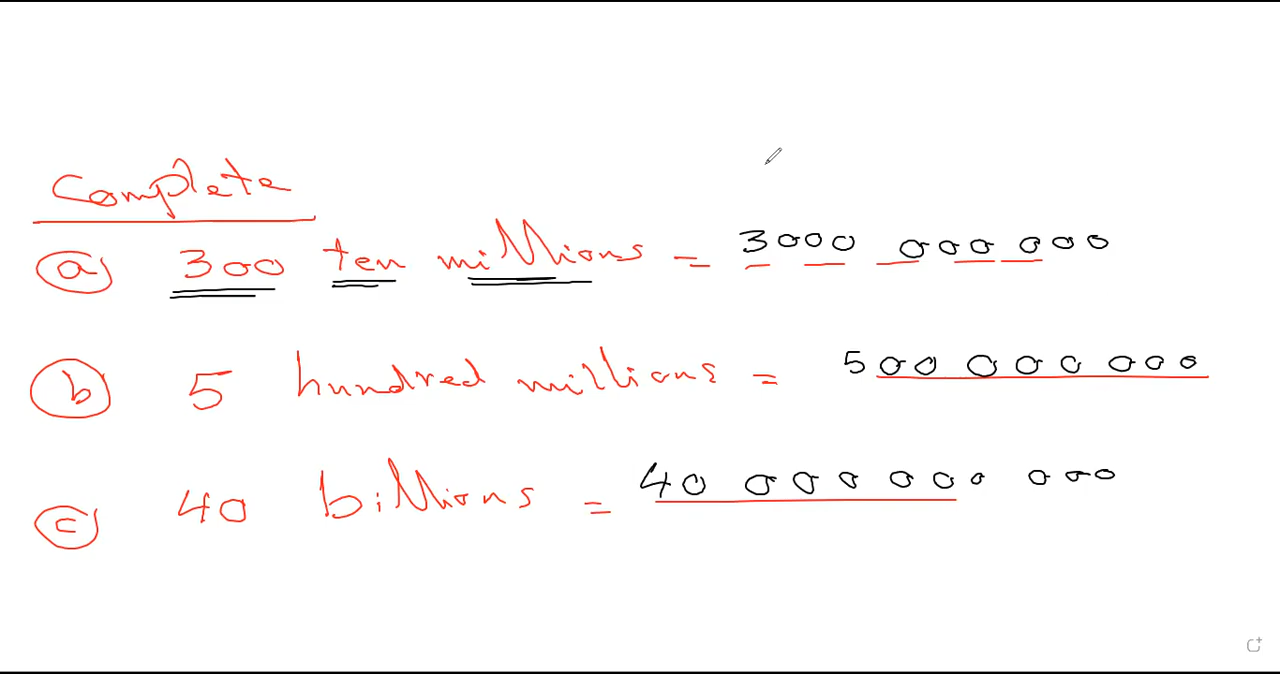 Complete
a) 300 ten millions = 3000 000 000
b) 5 hundred millions = 500 000 000
c) 40 billions = 40 000 000 000